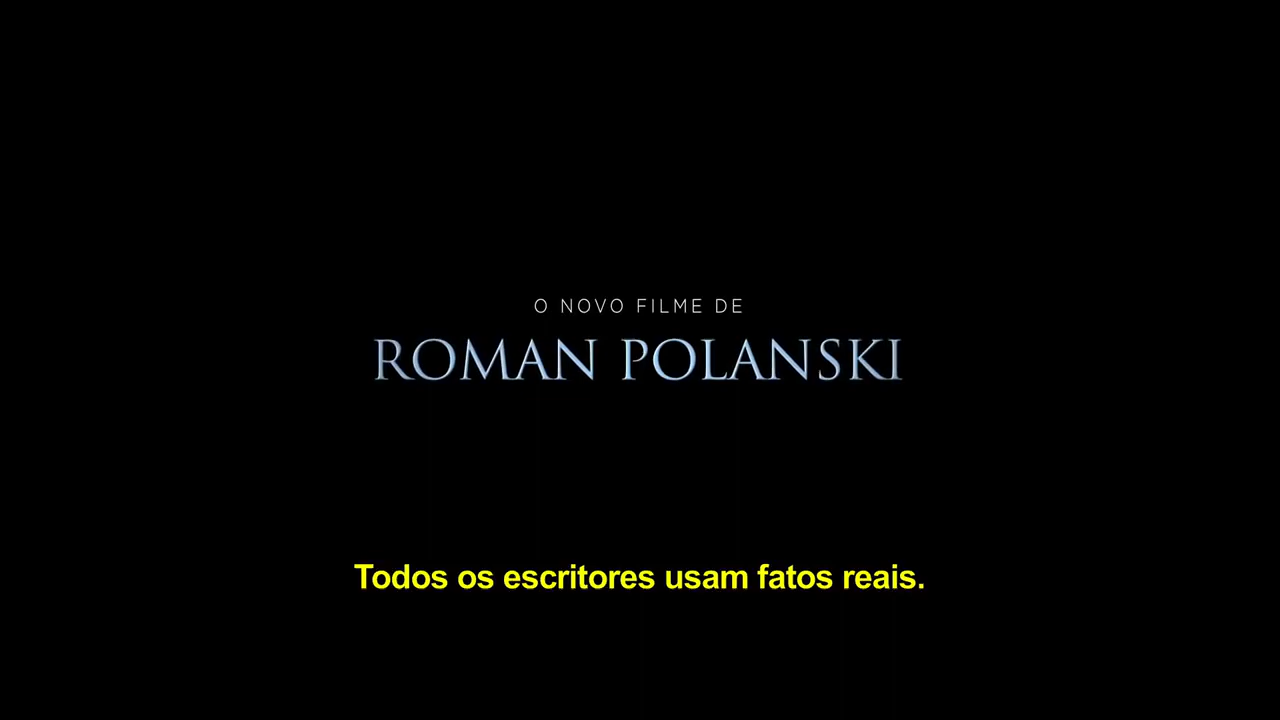 O NOVO FILME DE
ROMAN POLANSKI
Todos os escritores usam fatos reais.